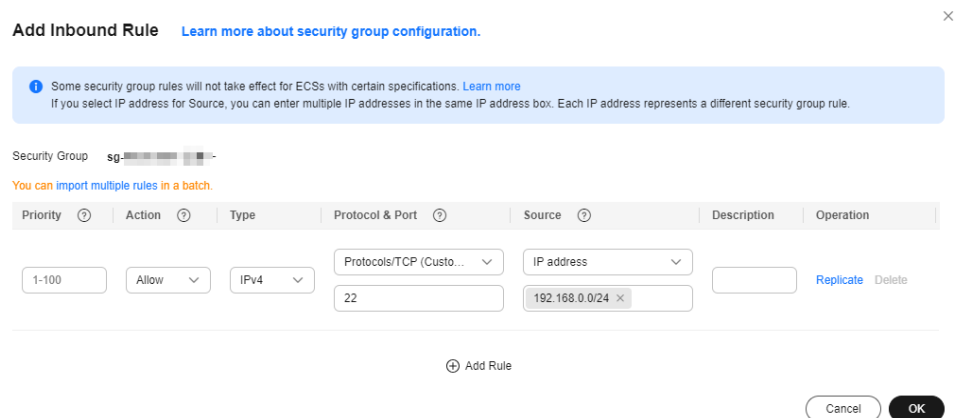 Add Inbound Rule Learn more about security group configuration.
Some security group rules will not take effect for ECSs with certain specifications. Learn more
If you select IP address for Source, you can enter multiple IP addresses in the same IP address box. Each IP address represents a different security group rule.
Security Group sg-
You can import multiple rules in a batch.
Priority ? Action ? Type Protocol & Port ? Source ? Description Operation
Protocols/TCP (Custo... IP address
1-100 Allow IPv4 Replicate Delete
22 192.168.0.0/24 ×
Add Rule
Cancel OK